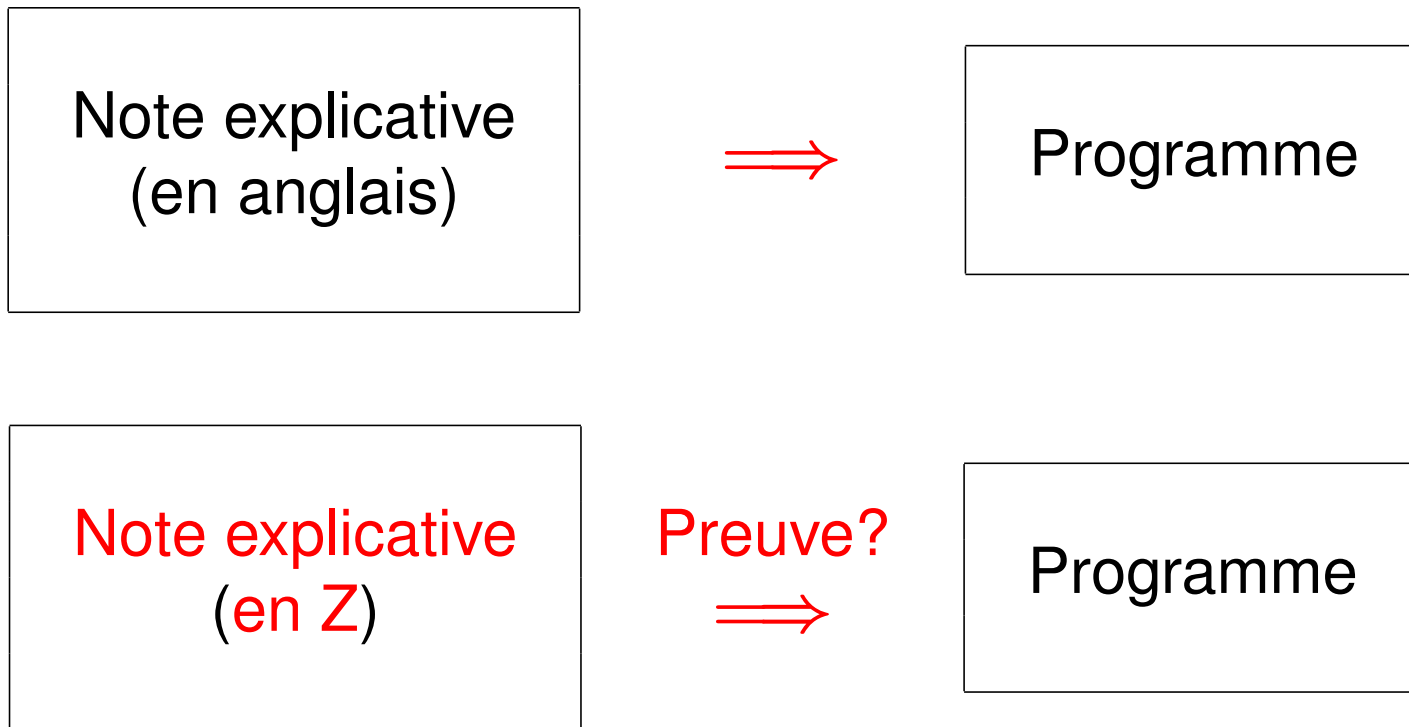 Note explicative
(en anglais)
⟹
Programme
Note explicative
(en Z)
Preuve?
⟹
Programme